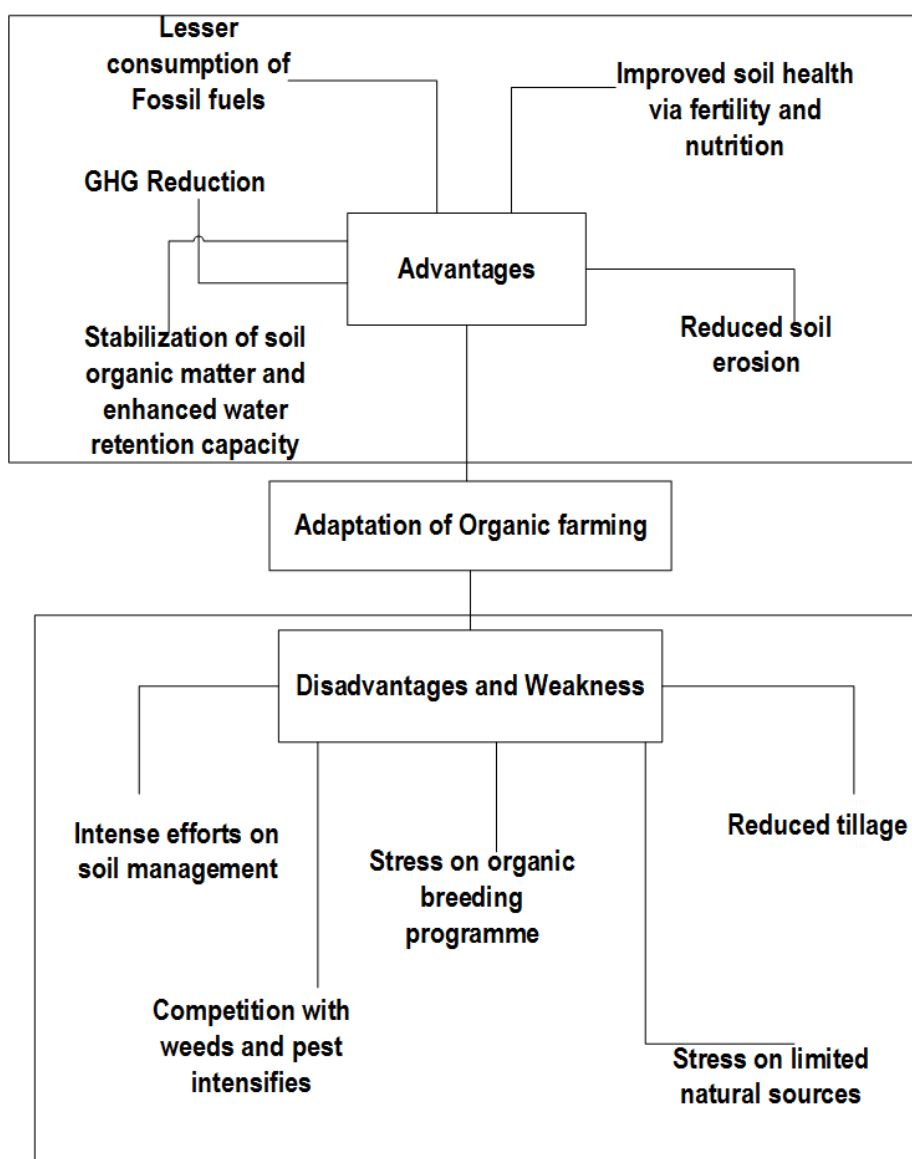 Lesser
consumption of
Fossil fuels
Improved soil health
via fertility and
nutrition
GHG Reduction
Advantages
Stabilization of soil
organic matter and
enhanced water
retention capacity
Reduced soil
erosion
Adaptation of Organic farming
Disadvantages and Weakness
Intense efforts on
soil management
Stress on organic
breeding
programme
Reduced tillage
Competition with
weeds and pest
intensifies
Stress on limited
natural sources